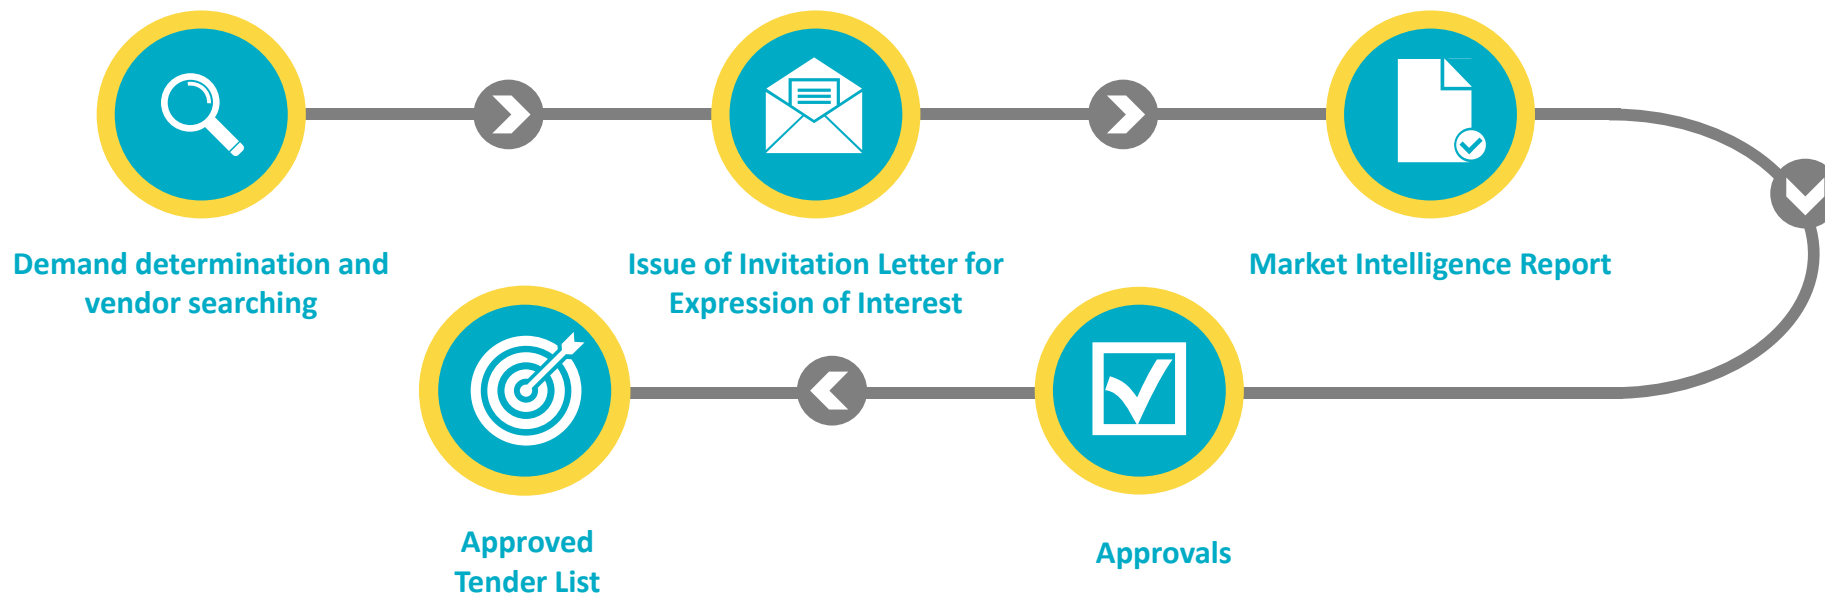 Demand determination and
vendor searching
Issue of Invitation Letter for
Expression of Interest
Market Intelligence Report
Approvals
Approved
Tender List